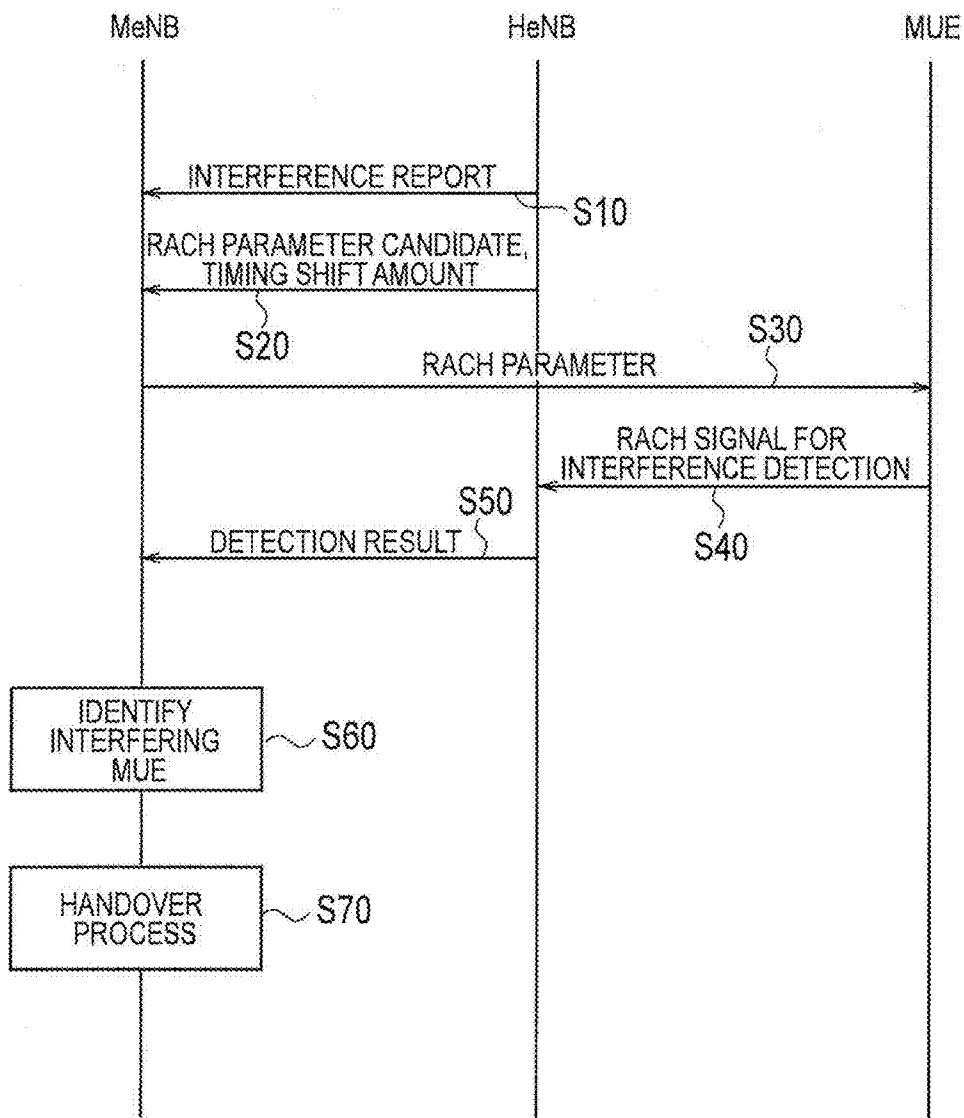 MeNB
HeNB
MUE
INTERFERENCE REPORT
S10
RACH PARAMETER CANDIDATE,
TIMING SHIFT AMOUNT
S20
S30
RACH PARAMETER
RACH SIGNAL FOR
INTERFERENCE DETECTION
S40
S50
DETECTION RESULT
IDENTIFY
INTERFERING
MUE
S60
HANDOVER
PROCESS
S70